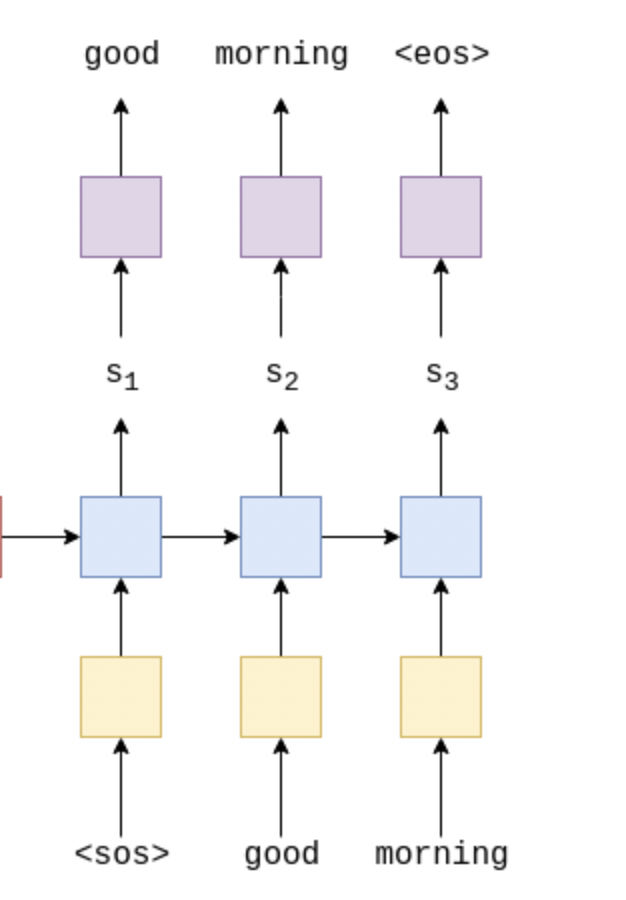 good morning <eos>
s₁ s₂ s₃
<sos> good morning